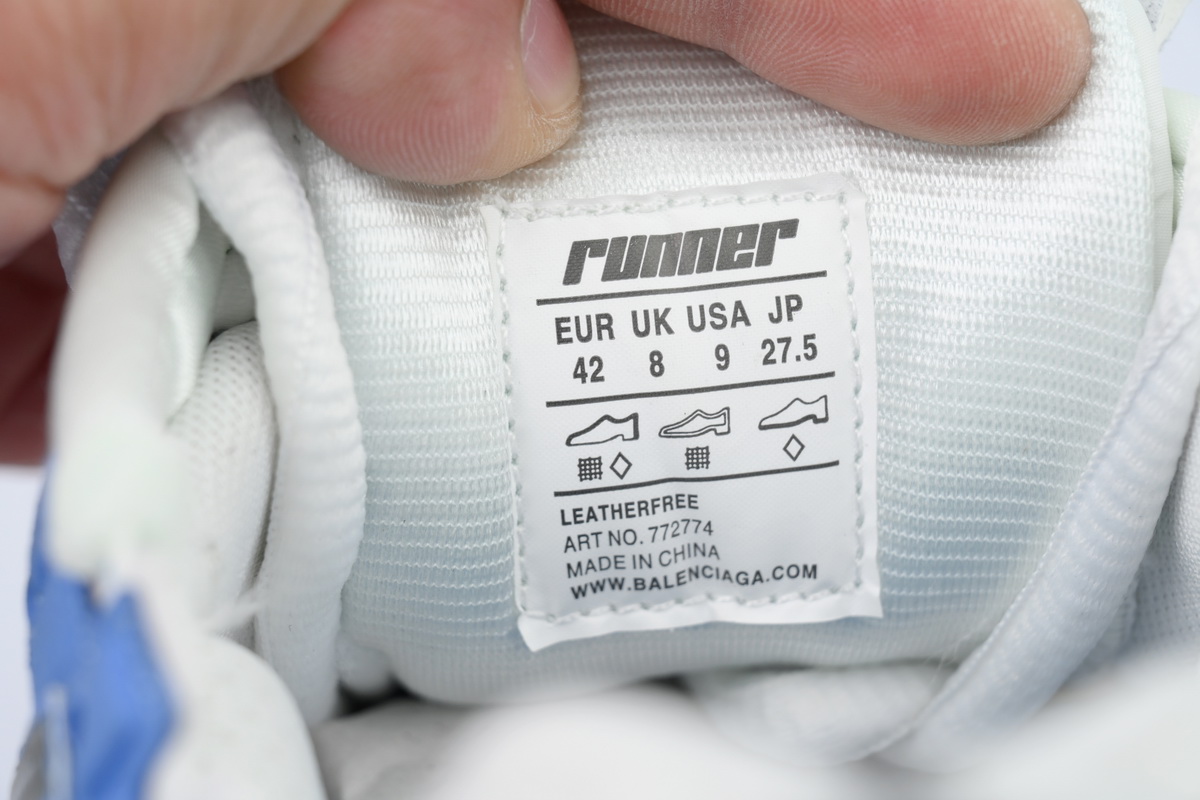 runner
EUR UK USA JP
42 8 9 27.5
LEATHERFREE
ART NO. 772774
MADE IN CHINA
WWW.BALENCIAGA.COM